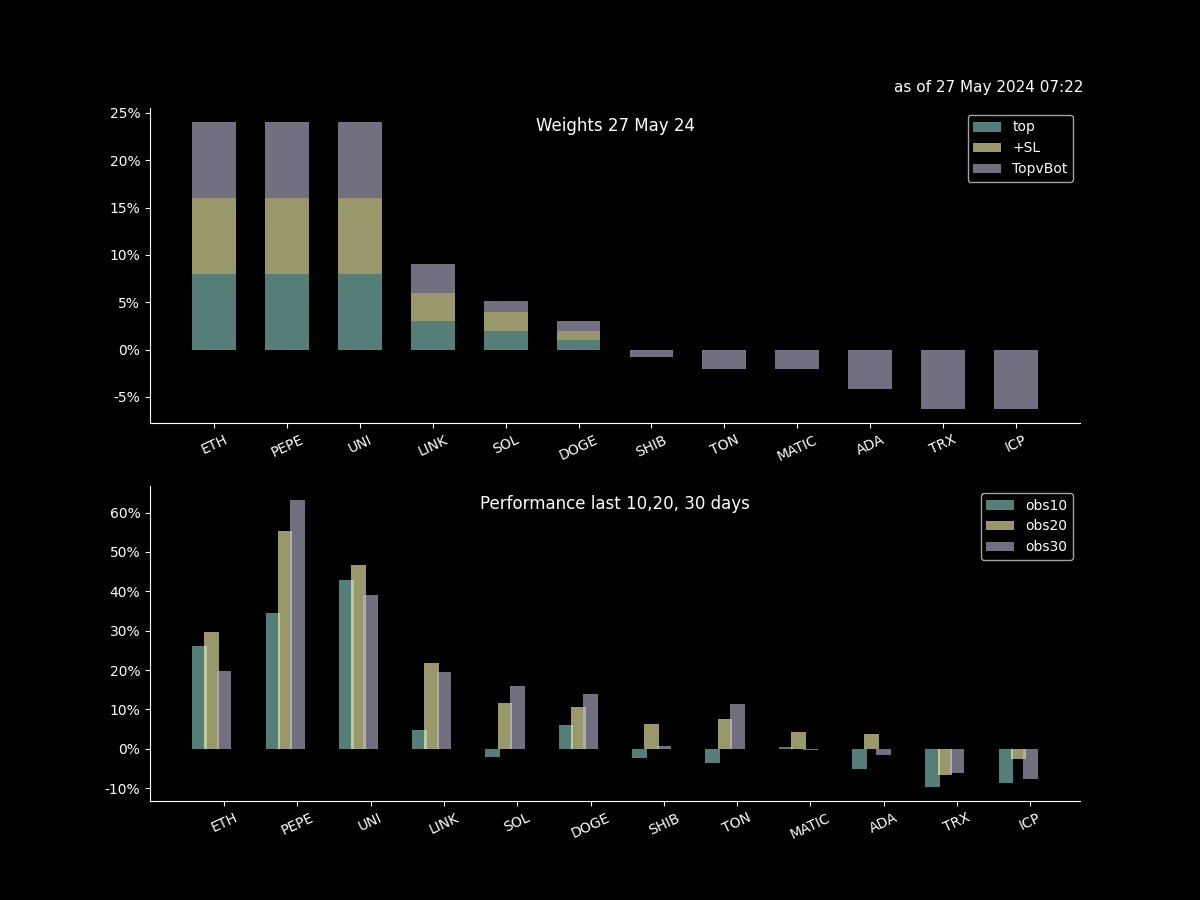 as of 27 May 2024 07:22
Weights 27 May 24
25%
20%
15%
10%
5%
0%
-5%
top
+SL
TopvBot
ETH PEPE UNI LINK SOL DOGE SHIB TON MATIC ADA TRX ICP
Performance last 10,20, 30 days
60%
50%
40%
30%
20%
10%
0%
-10%
obs10
obs20
obs30
ETH PEPE UNI LINK SOL DOGE SHIB TON MATIC ADA TRX ICP